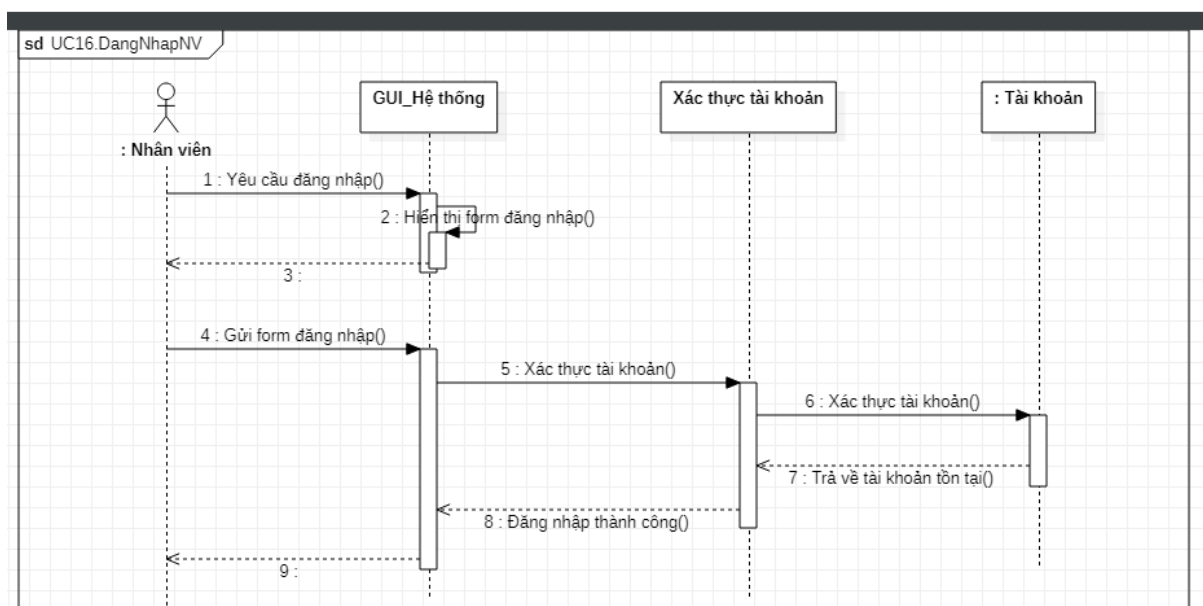 sd UC16.DangNhapNV
GUI_Hệ thống
Xác thực tài khoản
: Tài khoản
: Nhân viên
1 : Yêu cầu đăng nhập()
2 : Hiển thị form đăng nhập()
3 :
4 : Gửi form đăng nhập()
5 : Xác thực tài khoản()
6 : Xác thực tài khoản()
7 : Trả về tài khoản tồn tại()
8 : Đăng nhập thành công()
9 :